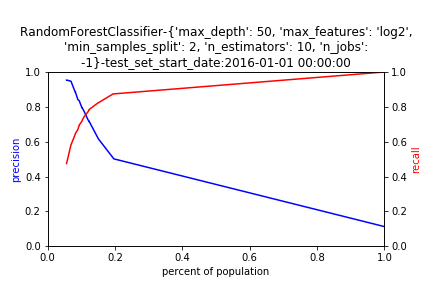 RandomForestClassifier-{'max_depth': 50, 'max_features': 'log2',
'min_samples_split': 2, 'n_estimators': 10, 'n_jobs':
-1}-test_set_start_date:2016-01-01 00:00:00
1.0
0.8
0.6
0.4
0.2
0.0
precision
1.0
0.8
0.6
0.4
0.2
0.0
recall
0.0 0.2 0.4 0.6 0.8 1.0
percent of population